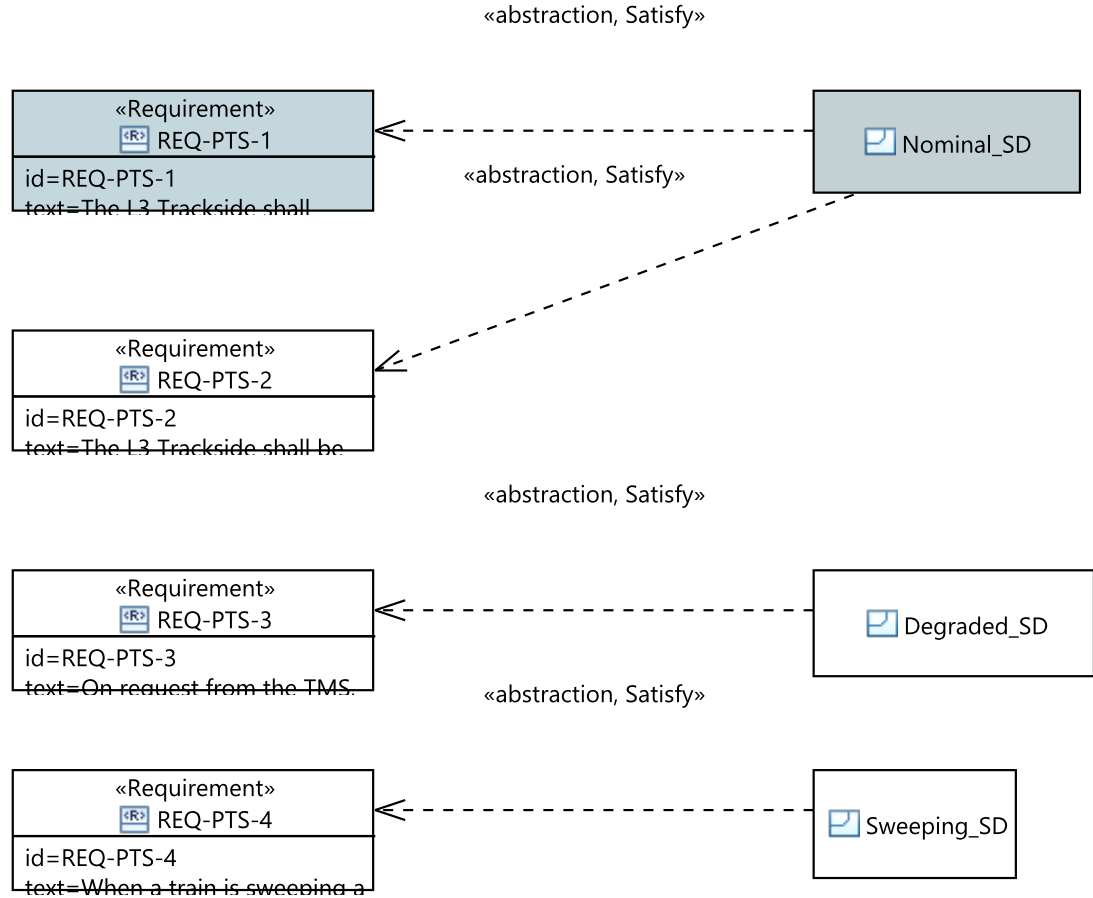 «abstraction, Satisfy»
«Requirement»
<R> REQ-PTS-1
id=REQ-PTS-1
text=The L3 Trackside shall
Nominal_SD
«abstraction, Satisfy»
«Requirement»
<R> REQ-PTS-2
id=REQ-PTS-2
text=The L3 Trackside shall be
«abstraction, Satisfy»
«Requirement»
<R> REQ-PTS-3
id=REQ-PTS-3
text=On request from the TMS,
Degraded_SD
«abstraction, Satisfy»
«Requirement»
<R> REQ-PTS-4
id=REQ-PTS-4
text=When a train is sweeping a
Sweeping_SD